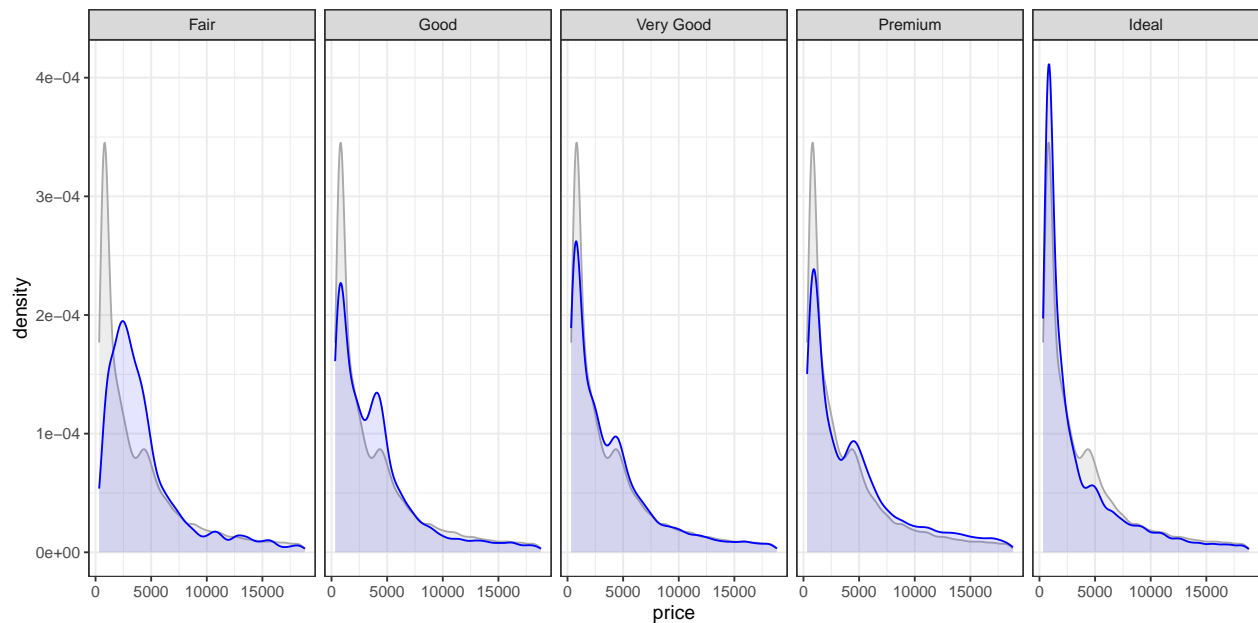 Fair Good Very Good Premium Ideal
4e−04
3e−04
2e−04
1e−04
0e+00
density
0 5000 10000 15000 0 5000 10000 15000 0 5000 10000 15000 0 5000 10000 15000 0 5000 10000 15000
price